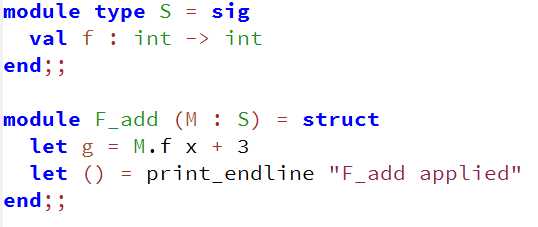 module type S = sig
  val f : int -> int
end;;

module F_add (M : S) = struct
  let g = M.f x + 3
  let () = print_endline "F_add applied"
end;;